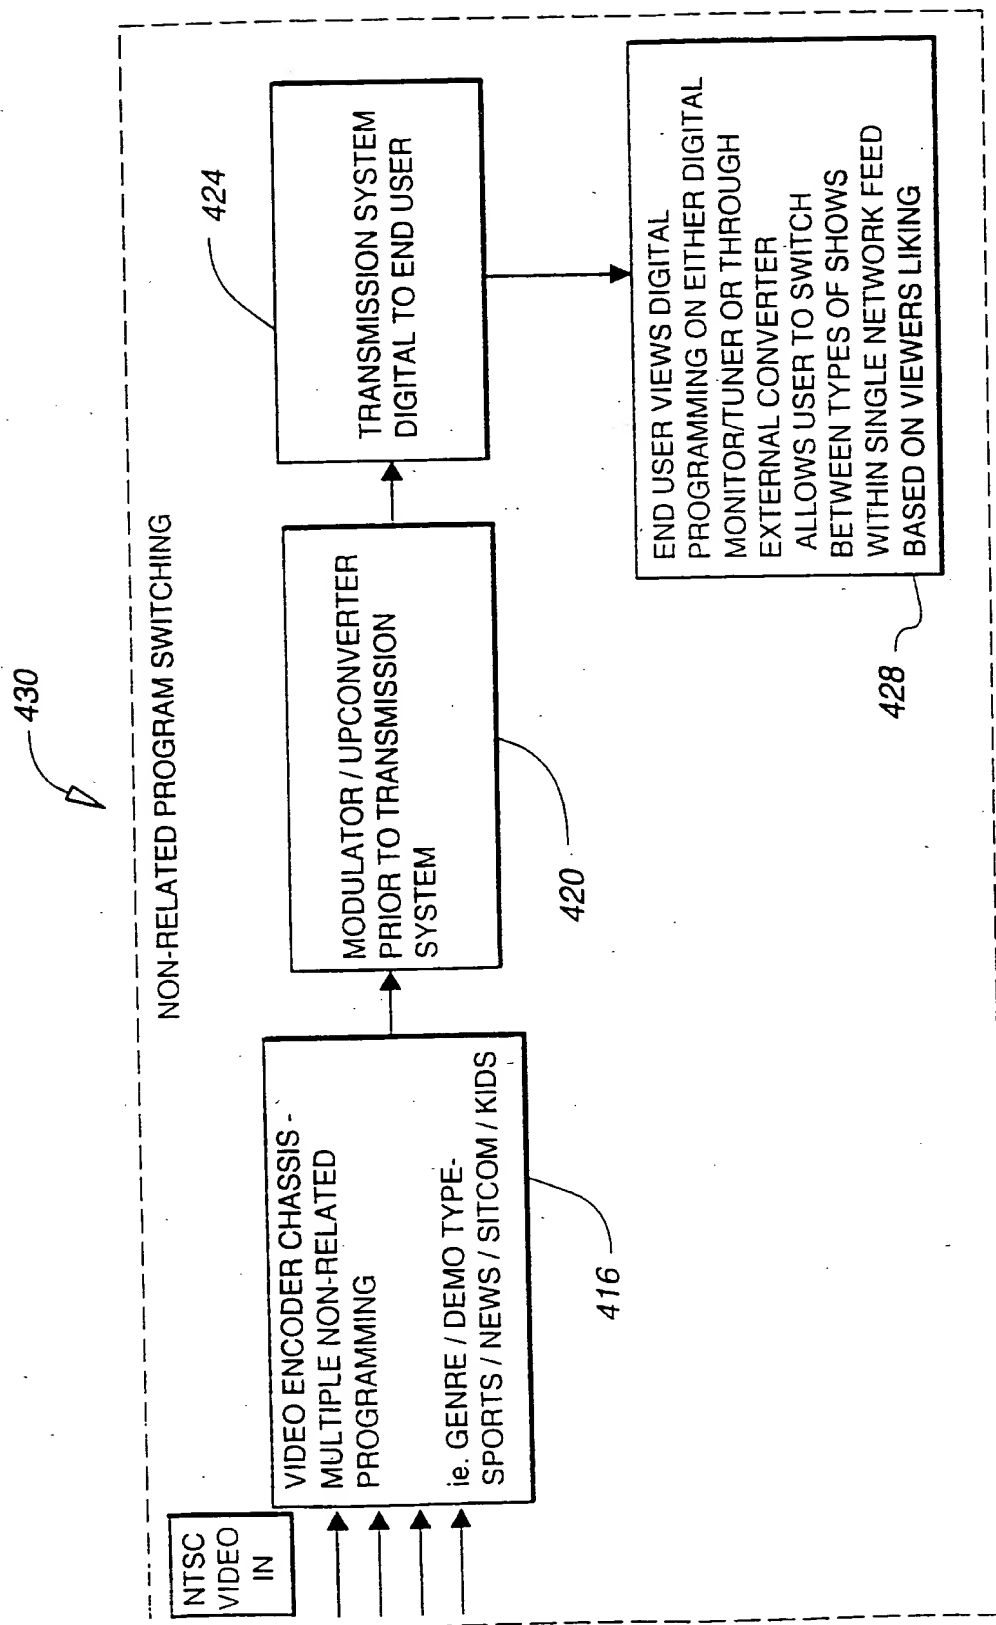 430
NON-RELATED PROGRAM SWITCHING
NTSC
VIDEO
IN
VIDEO ENCODER CHASSIS -
MULTIPLE NON-RELATED
PROGRAMMING
ie. GENRE / DEMO TYPE-
SPORTS / NEWS / SITCOM / KIDS
416
MODULATOR / UPCONVERTER
PRIOR TO TRANSMISSION
SYSTEM
420
TRANSMISSION SYSTEM
DIGITAL TO END USER
424
END USER VIEWS DIGITAL
PROGRAMMING ON EITHER DIGITAL
MONITOR/TUNER OR THROUGH
EXTERNAL CONVERTER
ALLOWS USER TO SWITCH
BETWEEN TYPES OF SHOWS
WITHIN SINGLE NETWORK FEED
BASED ON VIEWERS LIKING
428